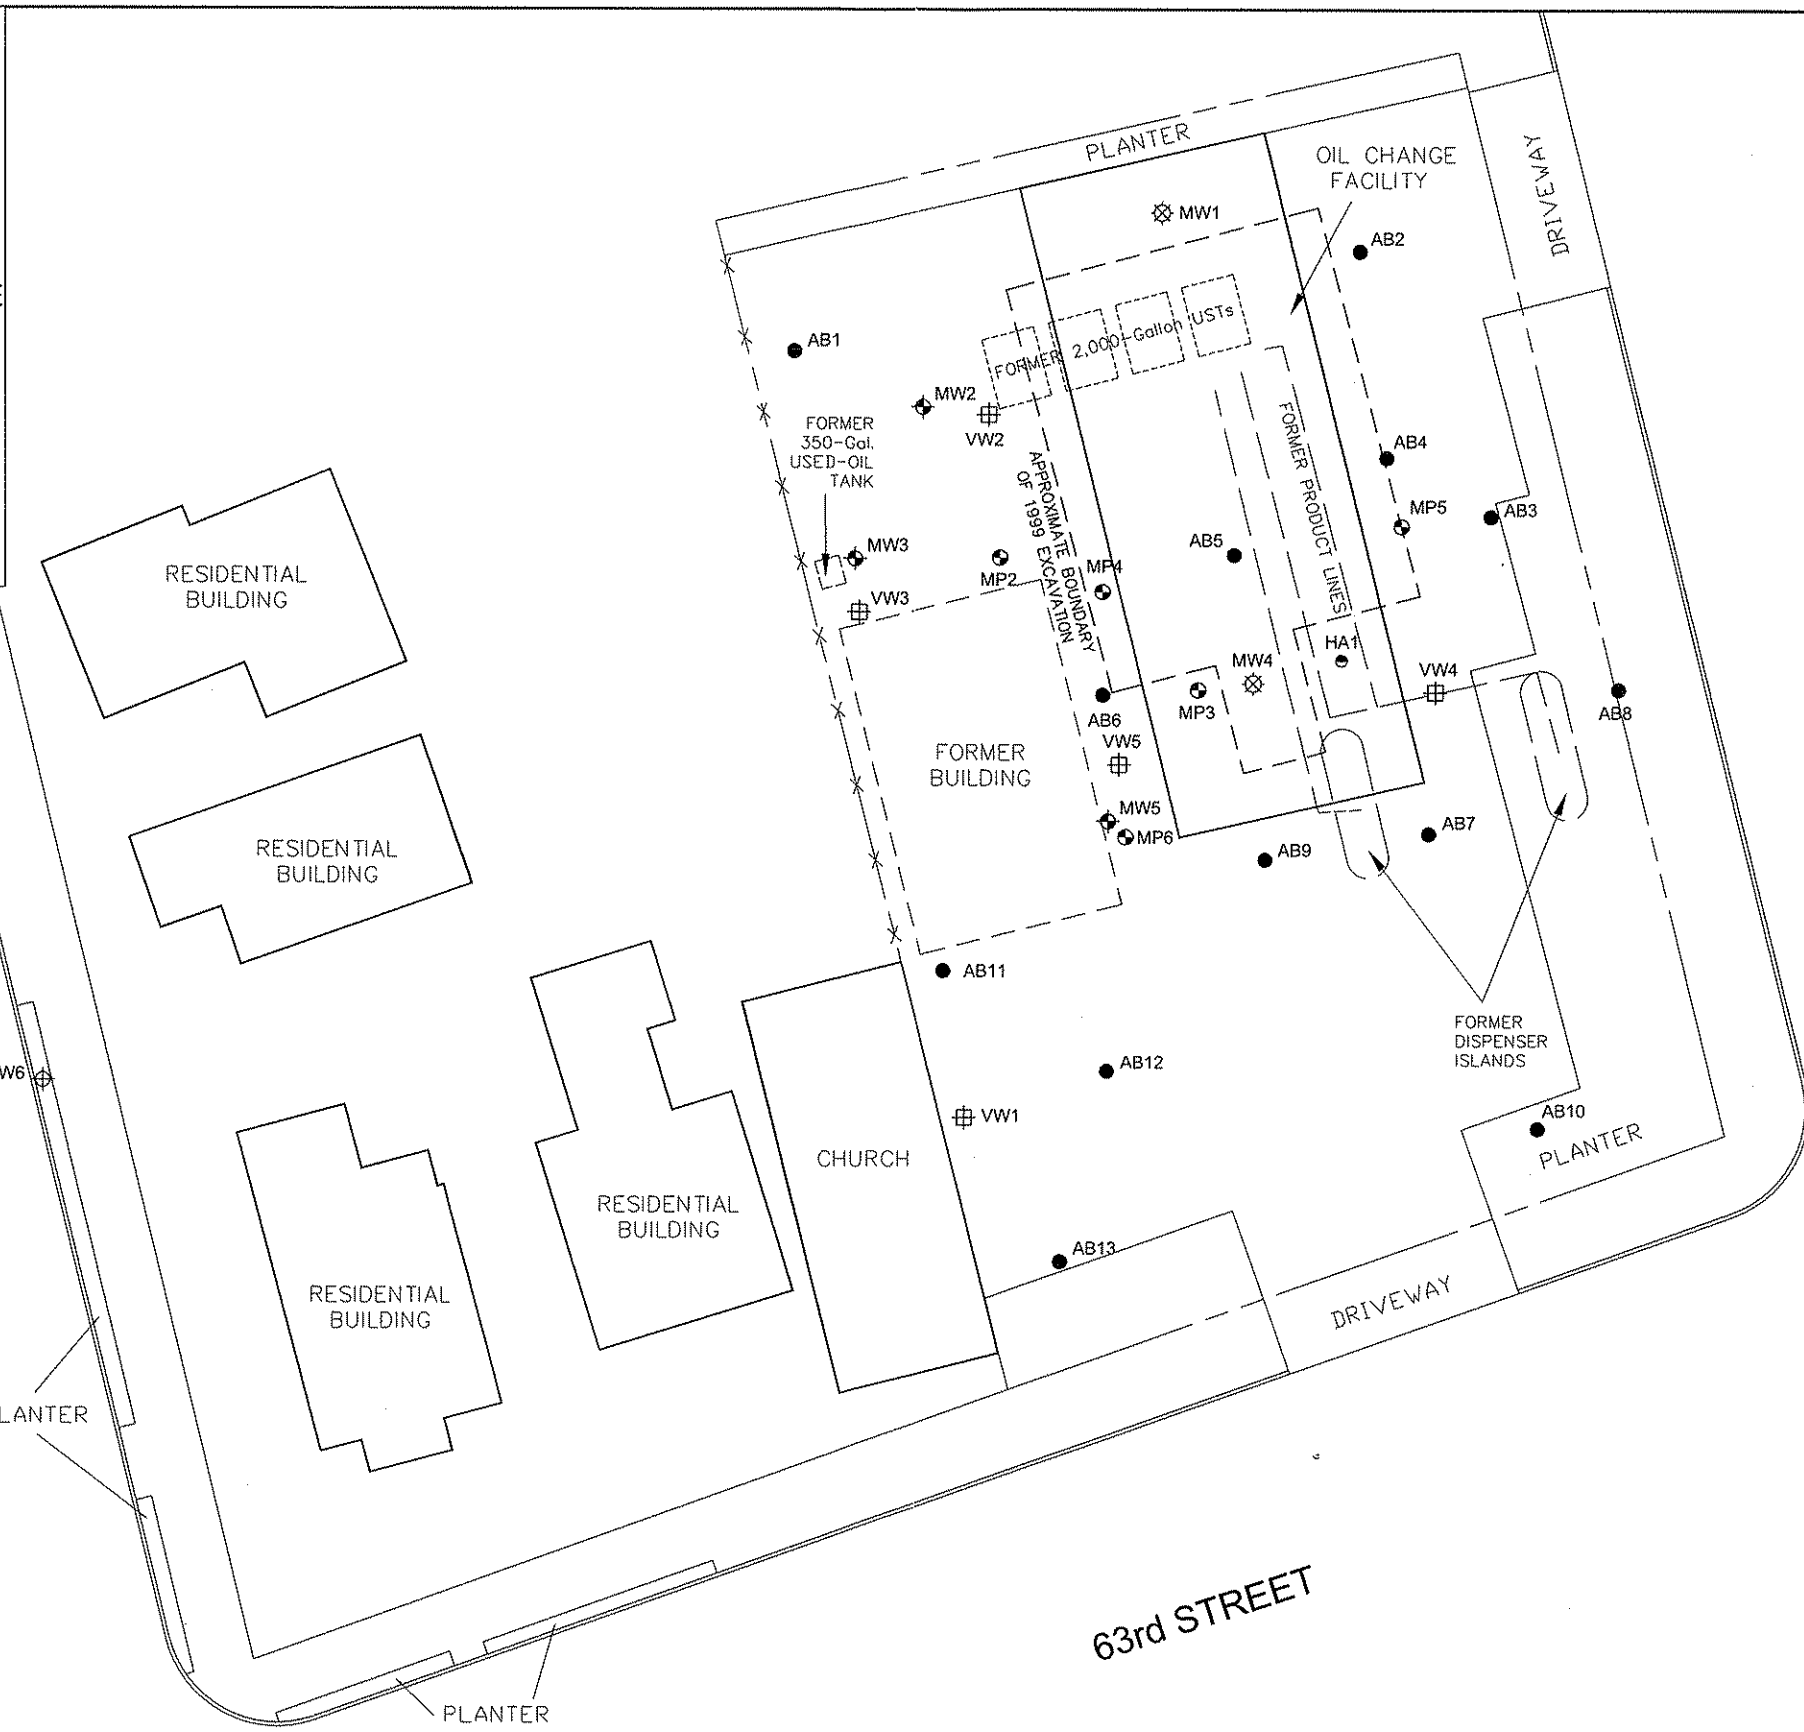 PLANTER
OIL CHANGE
FACILITY
DRIVEWAY
MW1
AB2
FORMER 2,000-Gallon USTs
AB1
MW2
VW2
FORMER
350-Gal.
USED-OIL
TANK
APPROXIMATE BOUNDARY
OF 1999 EXCAVATION
FORMER PRODUCT LINES
AB4
MP5
AB3
MW3
MP2
MP4
AB5
VW3
RESIDENTIAL
BUILDING
HA1
MW4
VW4
MP3
AB6
AB8
VW5
FORMER
BUILDING
MW5
MP6
AB9
AB7
RESIDENTIAL
BUILDING
AB11
FORMER
DISPENSER
ISLANDS
W6
AB12
VW1
AB10
PLANTER
CHURCH
RESIDENTIAL
BUILDING
AB13
RESIDENTIAL
BUILDING
DRIVEWAY
LANTER
63rd STREET
PLANTER